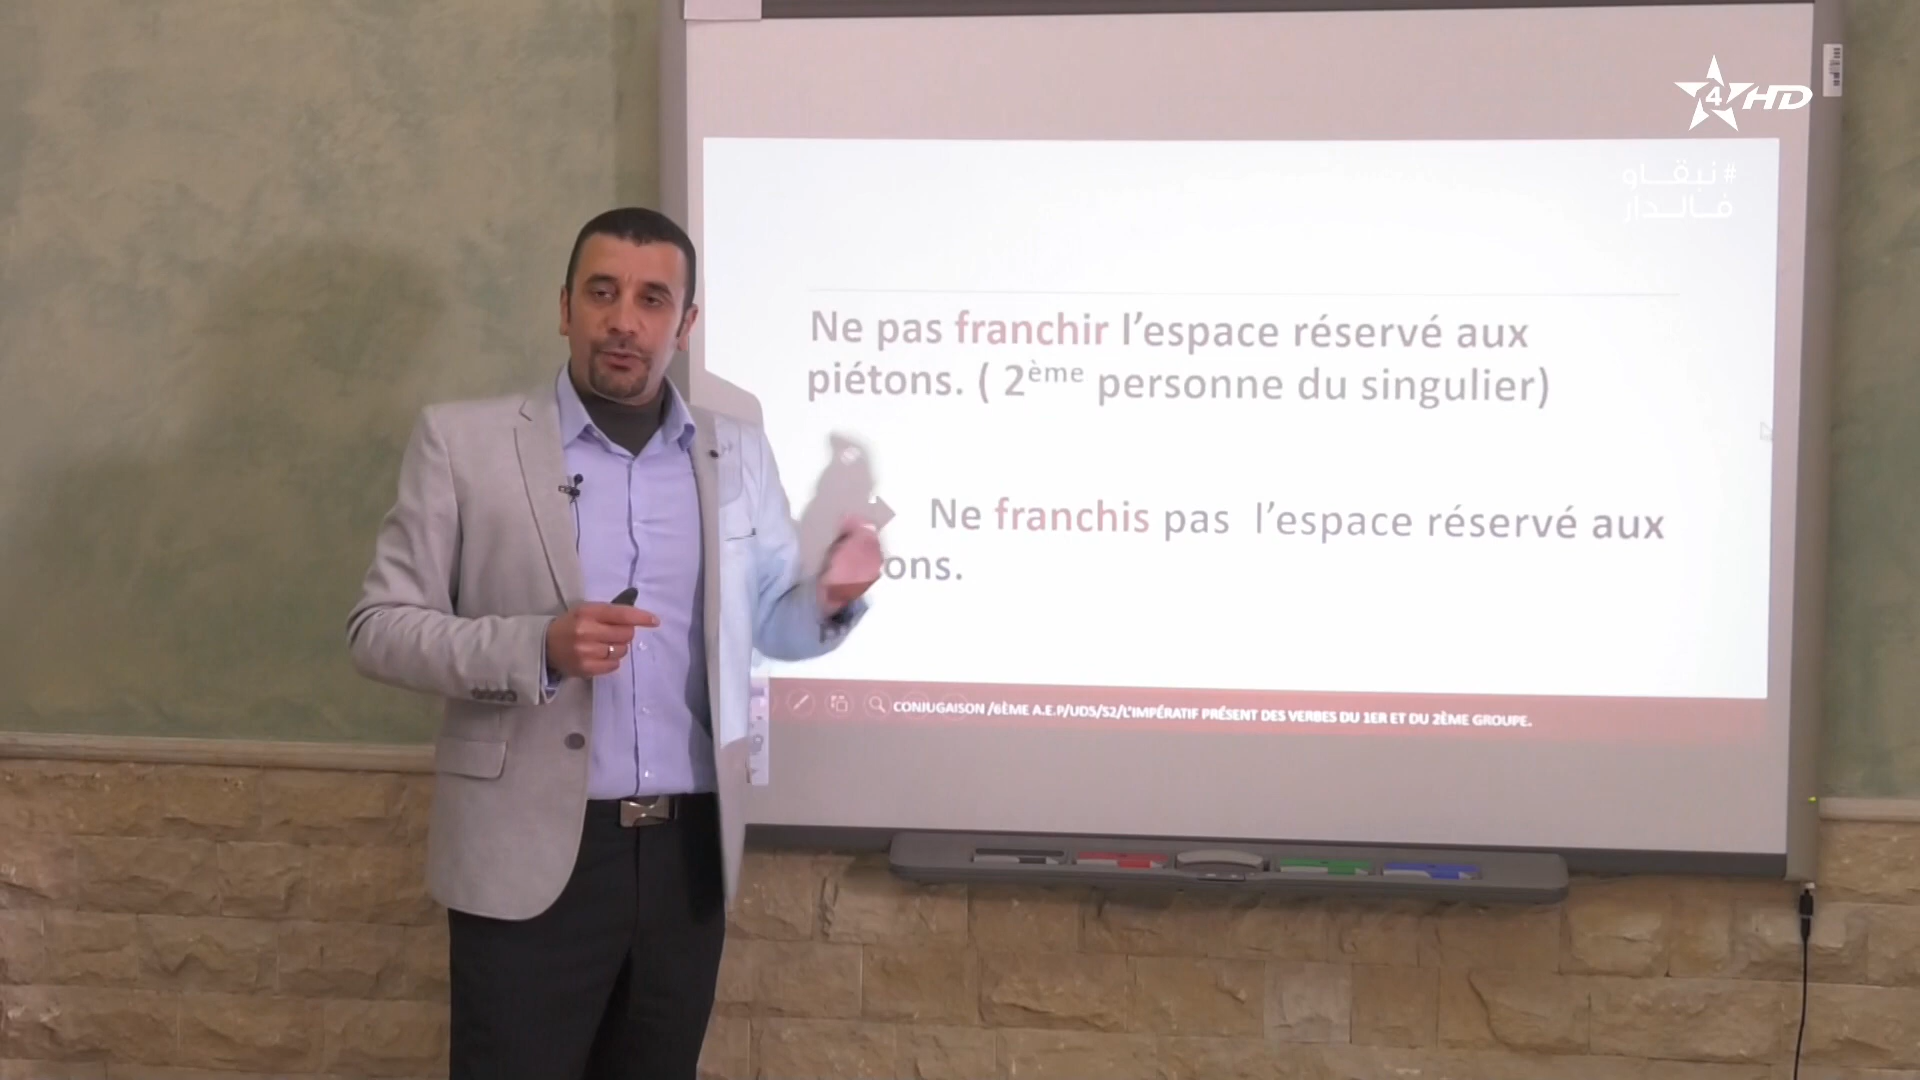 4 HD
#نبقاو
فالدار
Ne pas franchir l’espace réservé aux
piétons. ( 2ème personne du singulier)
Ne franchis pas l’espace réservé aux
ons.
CONJUGAISON /6ÈME A.E.P/UD5/S2/L’IMPÉRATIF PRÉSENT DES VERBES DU 1ER ET DU 2ÈME GROUPE.